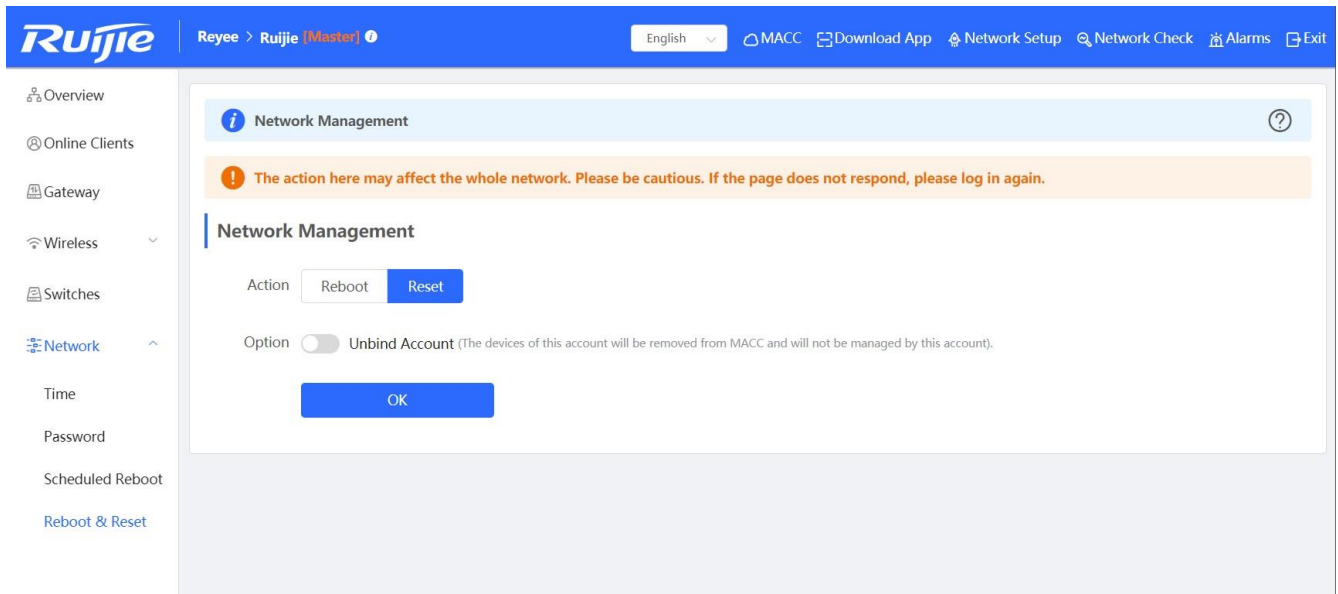 Ruijie
Reyee > Ruijie [Master]
English
MACC
Download App
Network Setup
Network Check
Alarms
Exit
Overview
Online Clients
Gateway
Wireless
Switches
Network
Time
Password
Scheduled Reboot
Reboot & Reset
Network Management
The action here may affect the whole network. Please be cautious. If the page does not respond, please log in again.
Network Management
Action Reboot Reset
Option Unbind Account (The devices of this account will be removed from MACC and will not be managed by this account).
OK